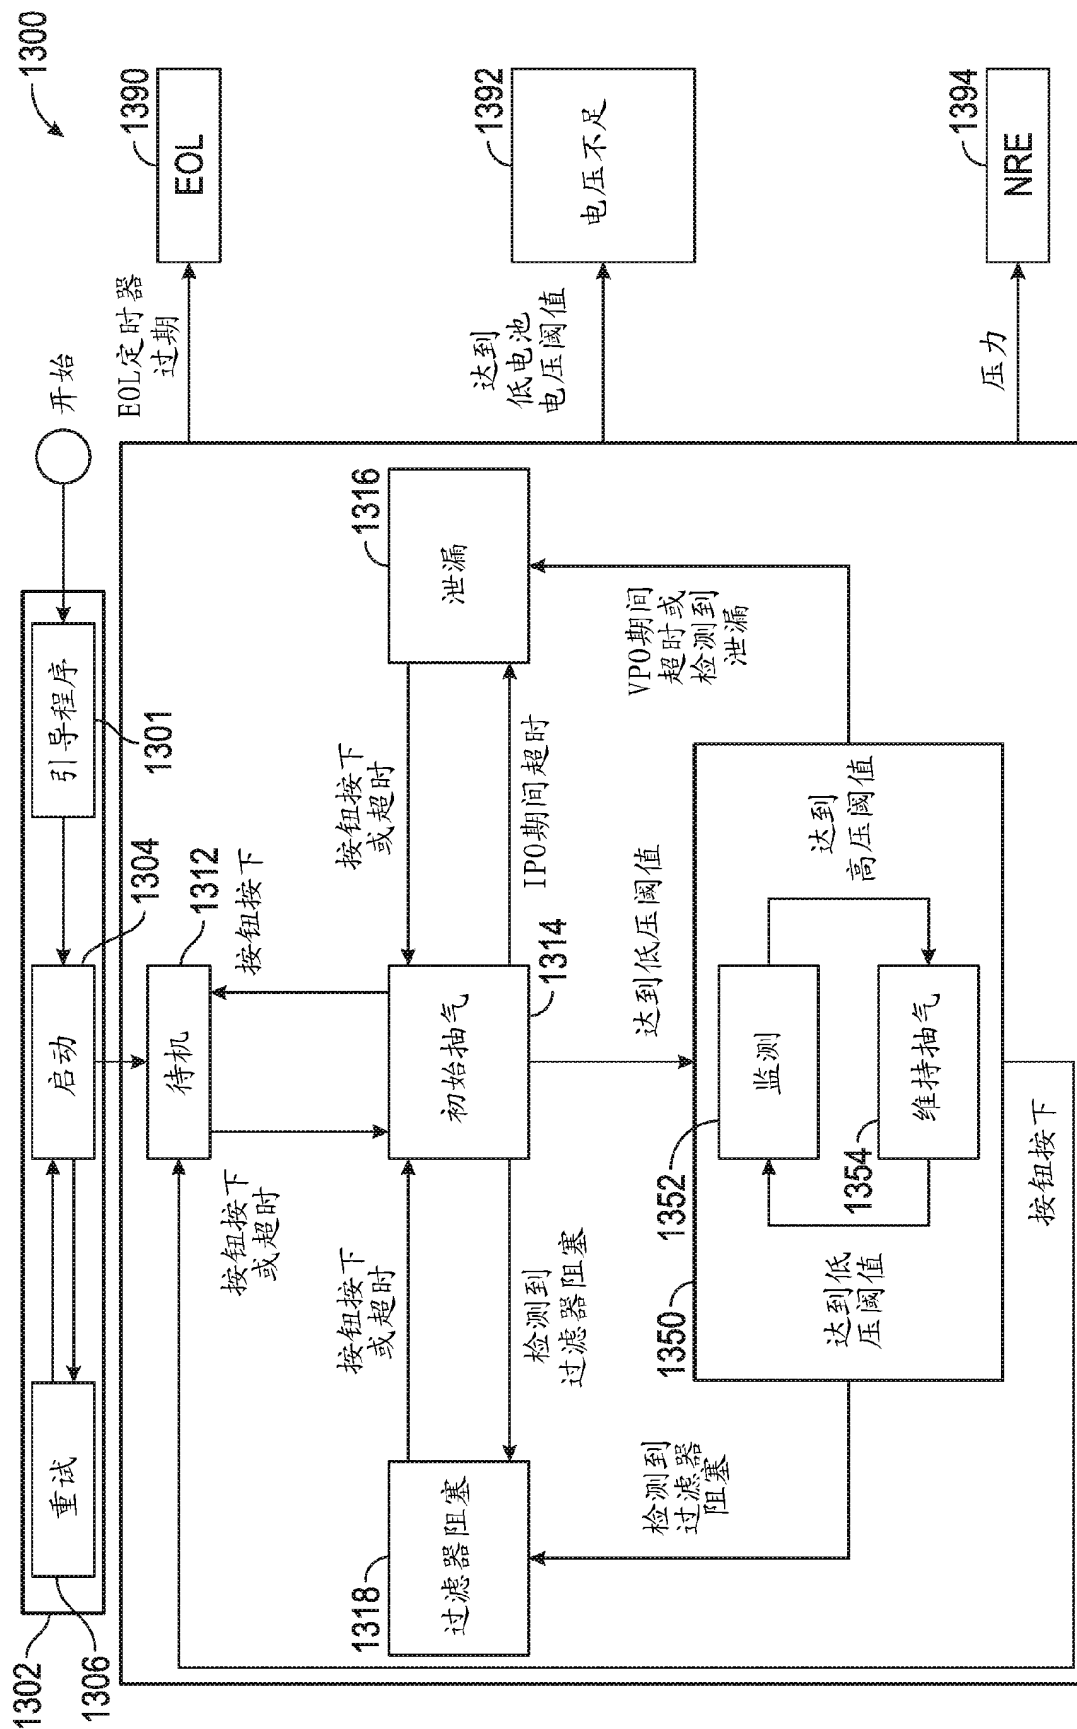 1300
开始
1302
重试
1306
启动
1304
引导程序
1301
待机
1312
按钮按下
或超时
按钮按下
初始抽气
1314
按钮按下
或超时
检测到
过滤器阻塞
按钮按下
或超时
IPO期间超时
过滤器阻塞
1318
泄漏
1316
检测到
过滤器
阻塞
达到低压阈值
VPO期间
超时或
检测到
泄漏
1350
监测
1352
维持抽气
1354
达到低
压阈值
达到
高压阈值
按钮按下
EOL定时器
过期
EOL
1390
达到
低电池
电压阈值
电压不足
1392
压力
NRE
1394